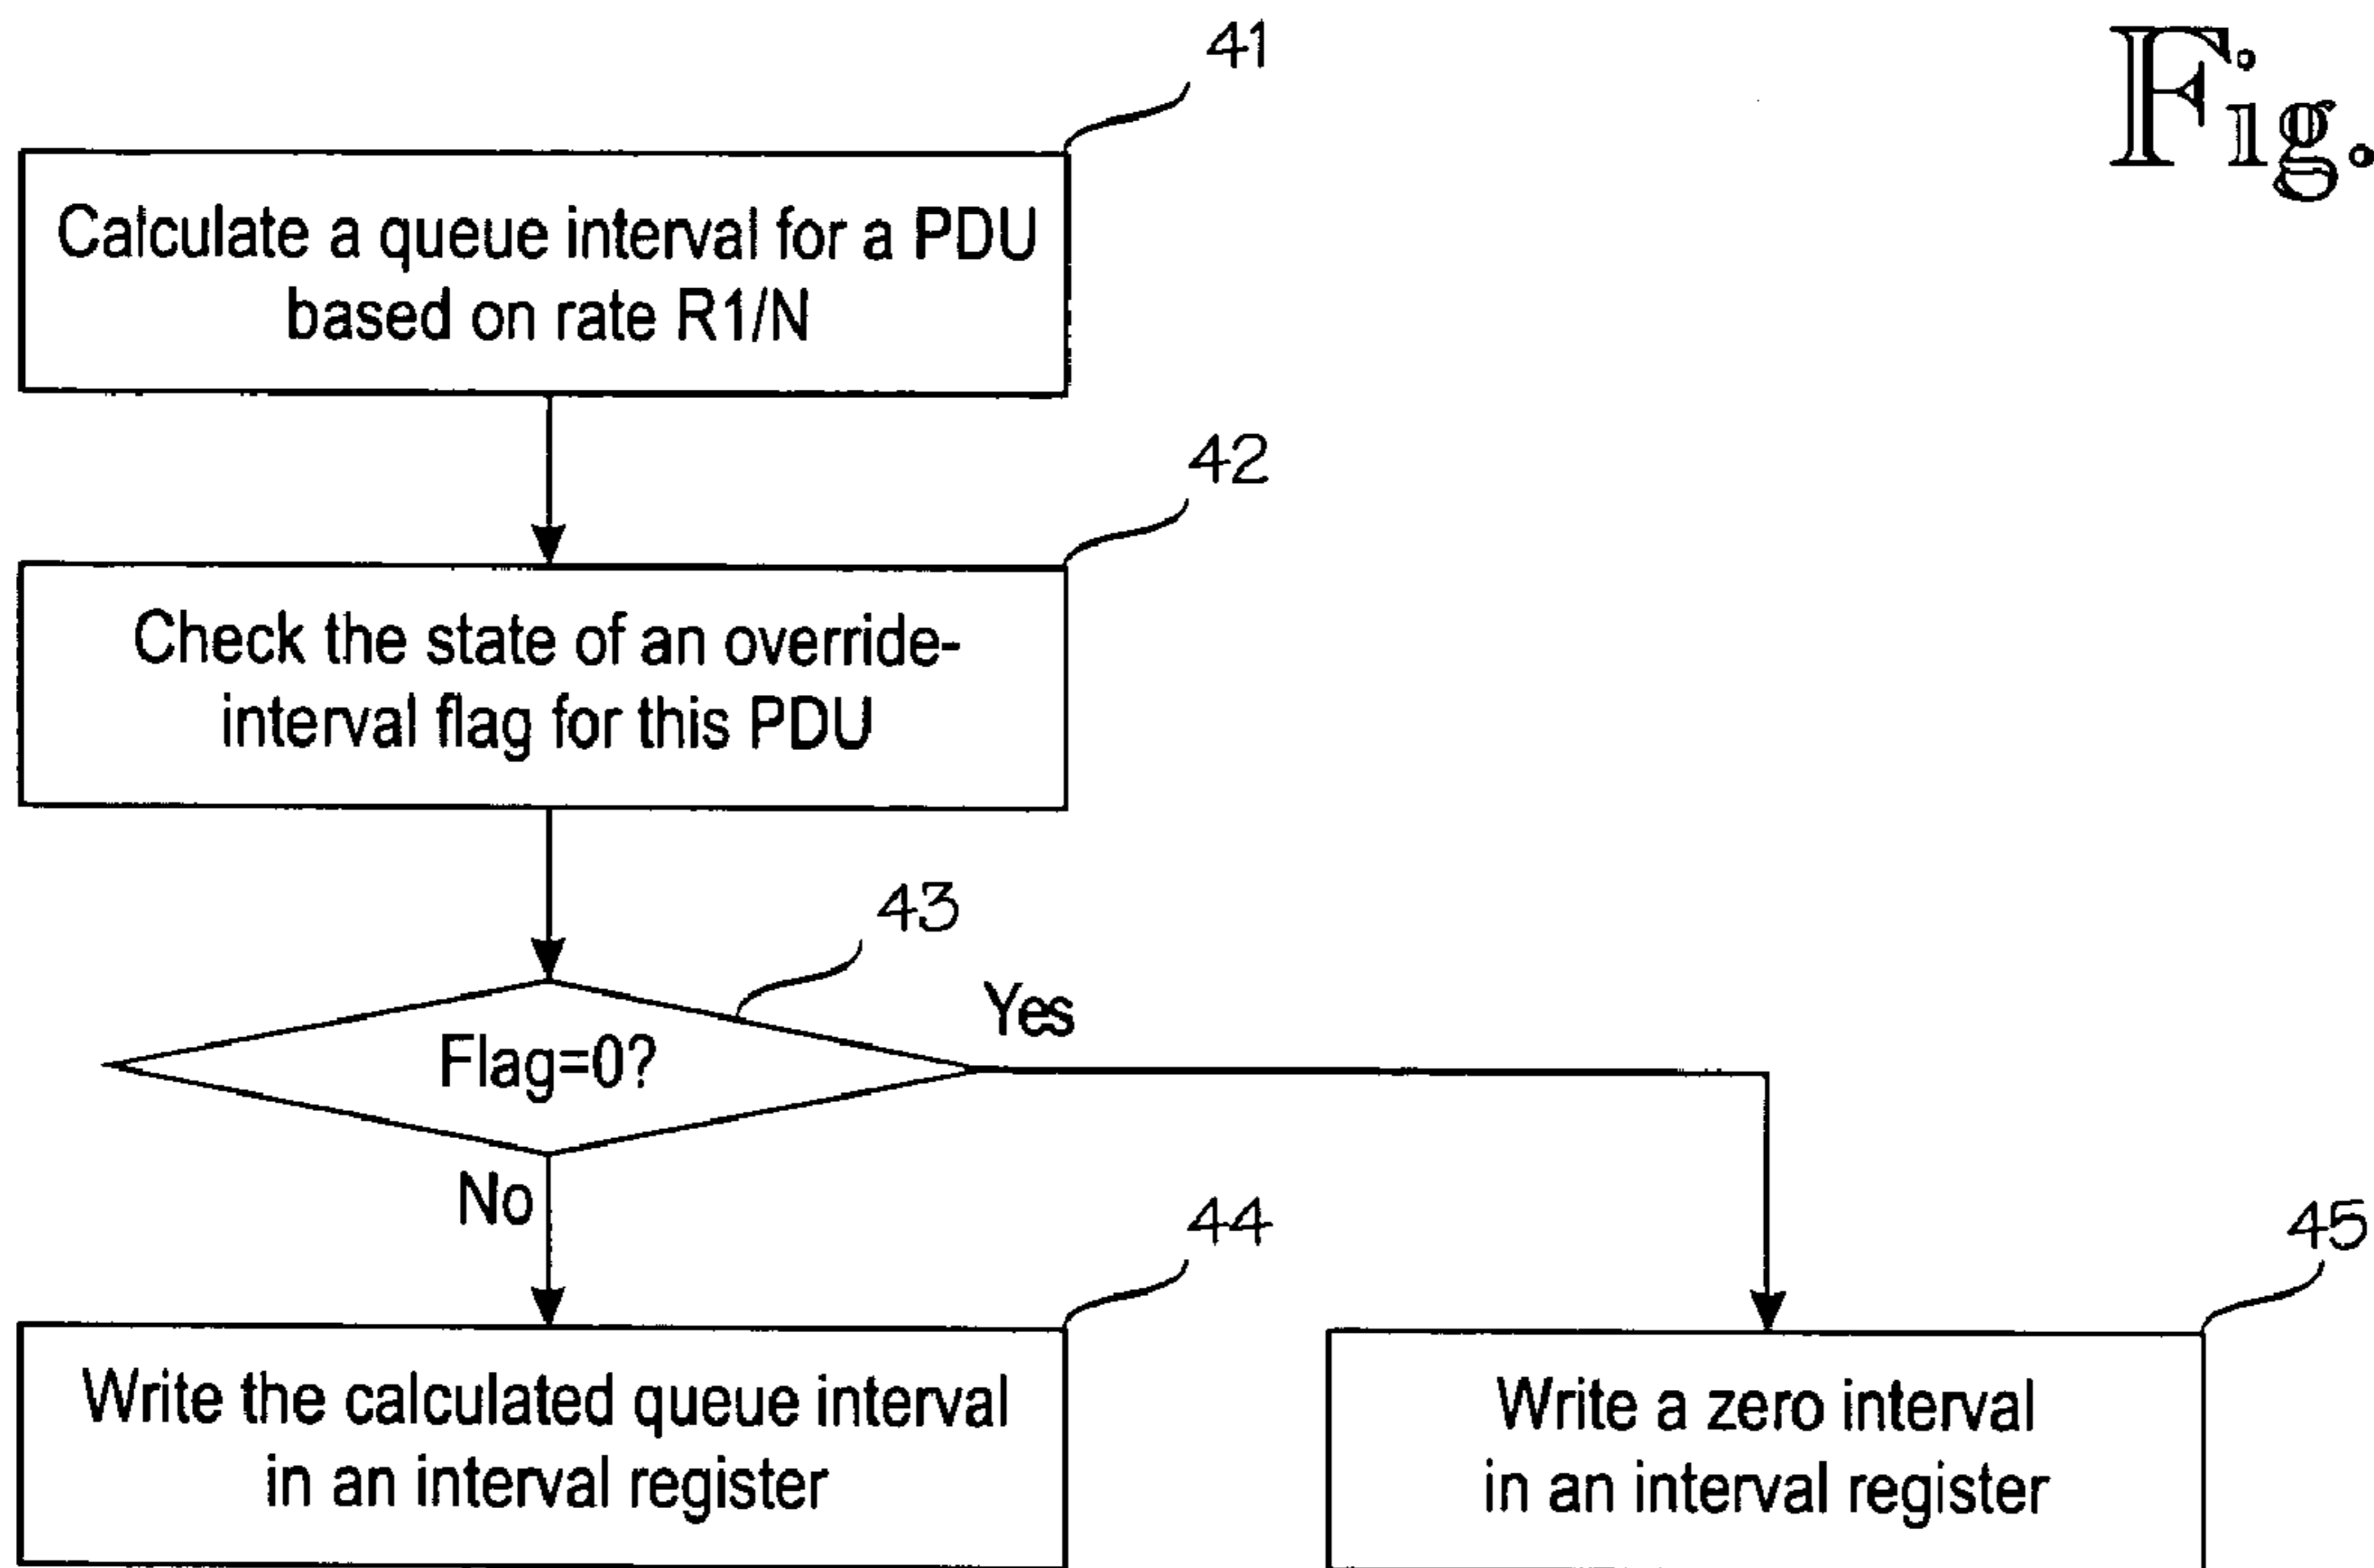 41
Fig.
Calculate a queue interval for a PDU
based on rate R1/N
42
Check the state of an override-
interval flag for this PDU
43
Yes
Flag=0?
No
44
45
Write the calculated queue interval
in an interval register
Write a zero interval
in an interval register